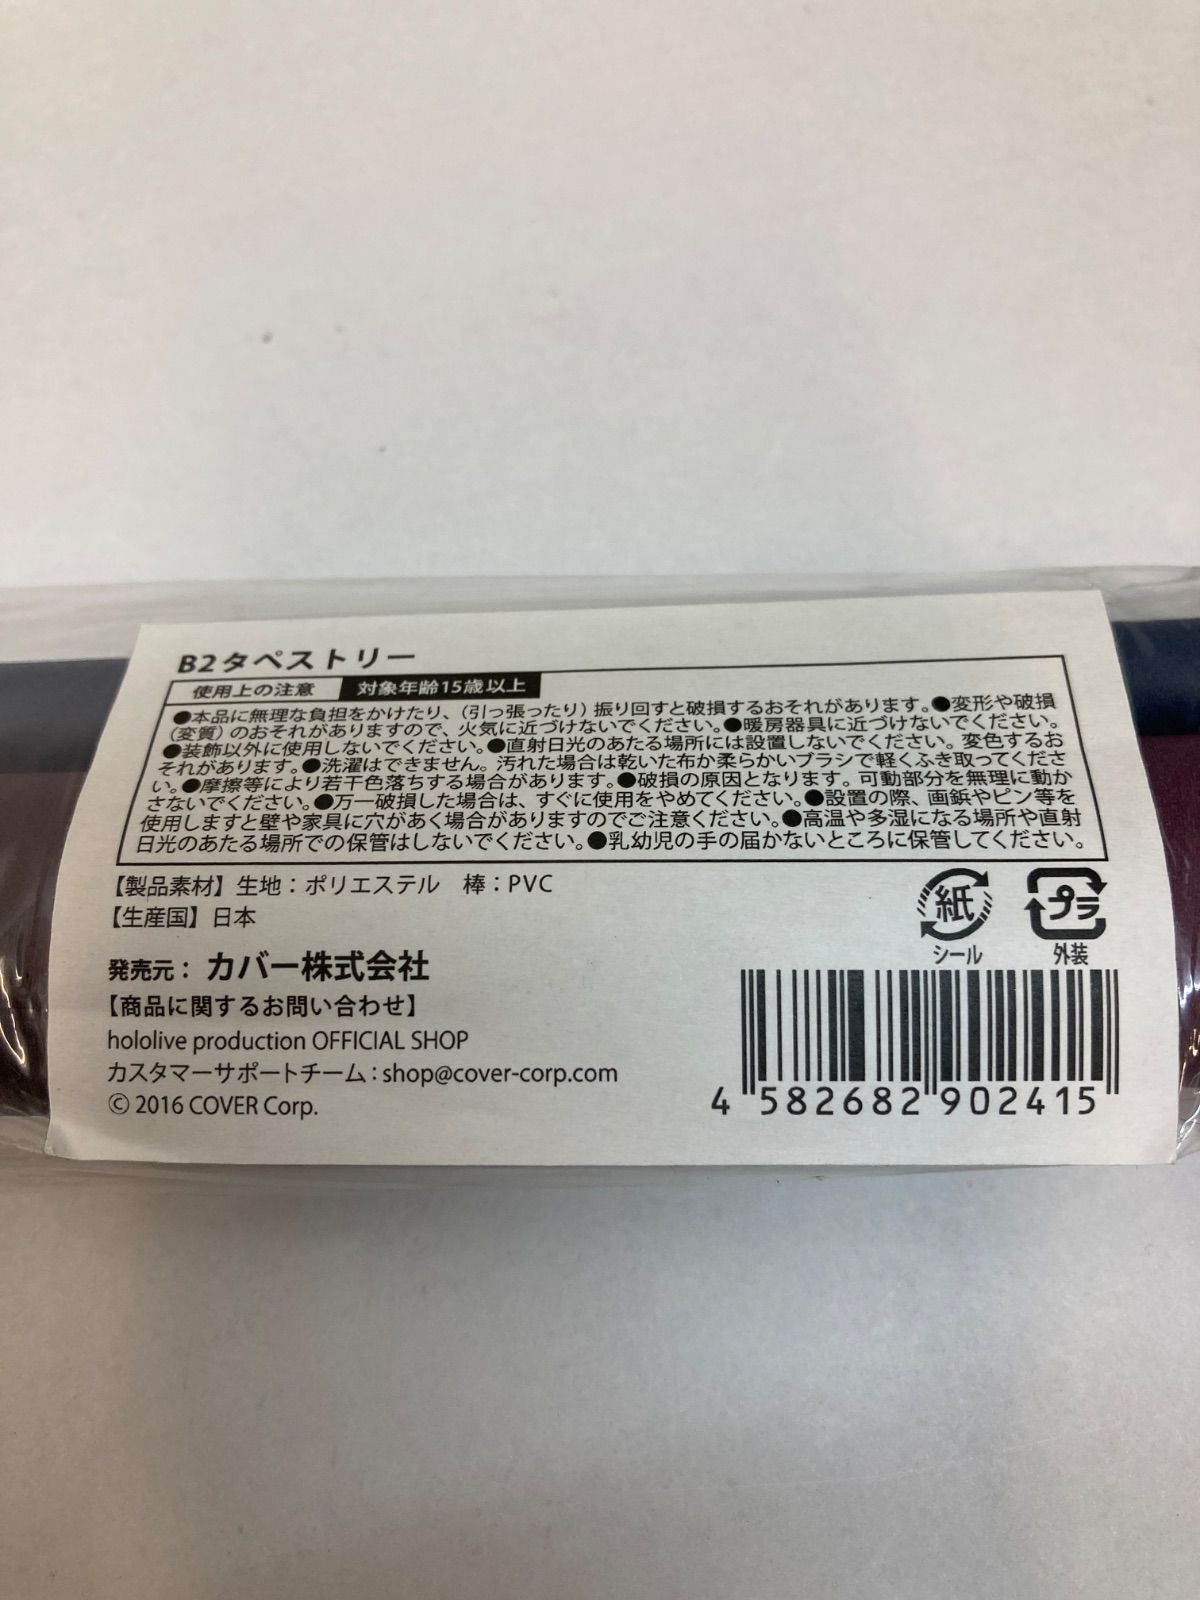 B2タペストリー
使用上の注意 対象年齢15歳以上
●本品に無理な負担をかけたり、(引っ張ったり)振り回すと破損するおそれがあります。●変形や破損
(変質)のおそれがありますので、火気に近づけないでください。●暖房器具に近づけないでください。
●装飾以外に使用しないでください。●直射日光のあたる場所には設置しないでください。変色するお
それがあります。●洗濯はできません。汚れた場合は乾いた布か柔らかいブラシで軽くふき取ってくださ
い。●摩擦等により若干色落ちする場合があります。●破損の原因となります。可動部分を無理に動か
さないでください。●万一破損した場合は、すぐに使用をやめてください。●設置の際、画鋲やピン等を
使用しますと壁や家具に穴があく場合がありますのでご注意ください。●高温や多湿になる場所や直射
日光のあたる場所での保管はしないでください。●乳幼児の手の届かないところに保管してください。
【製品素材】生地：ポリエステル 棒：PVC
【生産国】日本
紙 プラ
シール 外装
発売元： カバー株式会社
【商品に関するお問い合わせ】
hololive production OFFICIAL SHOP
カスタマーサポートチーム：shop@cover-corp.com
© 2016 COVER Corp.
4 582682 902415